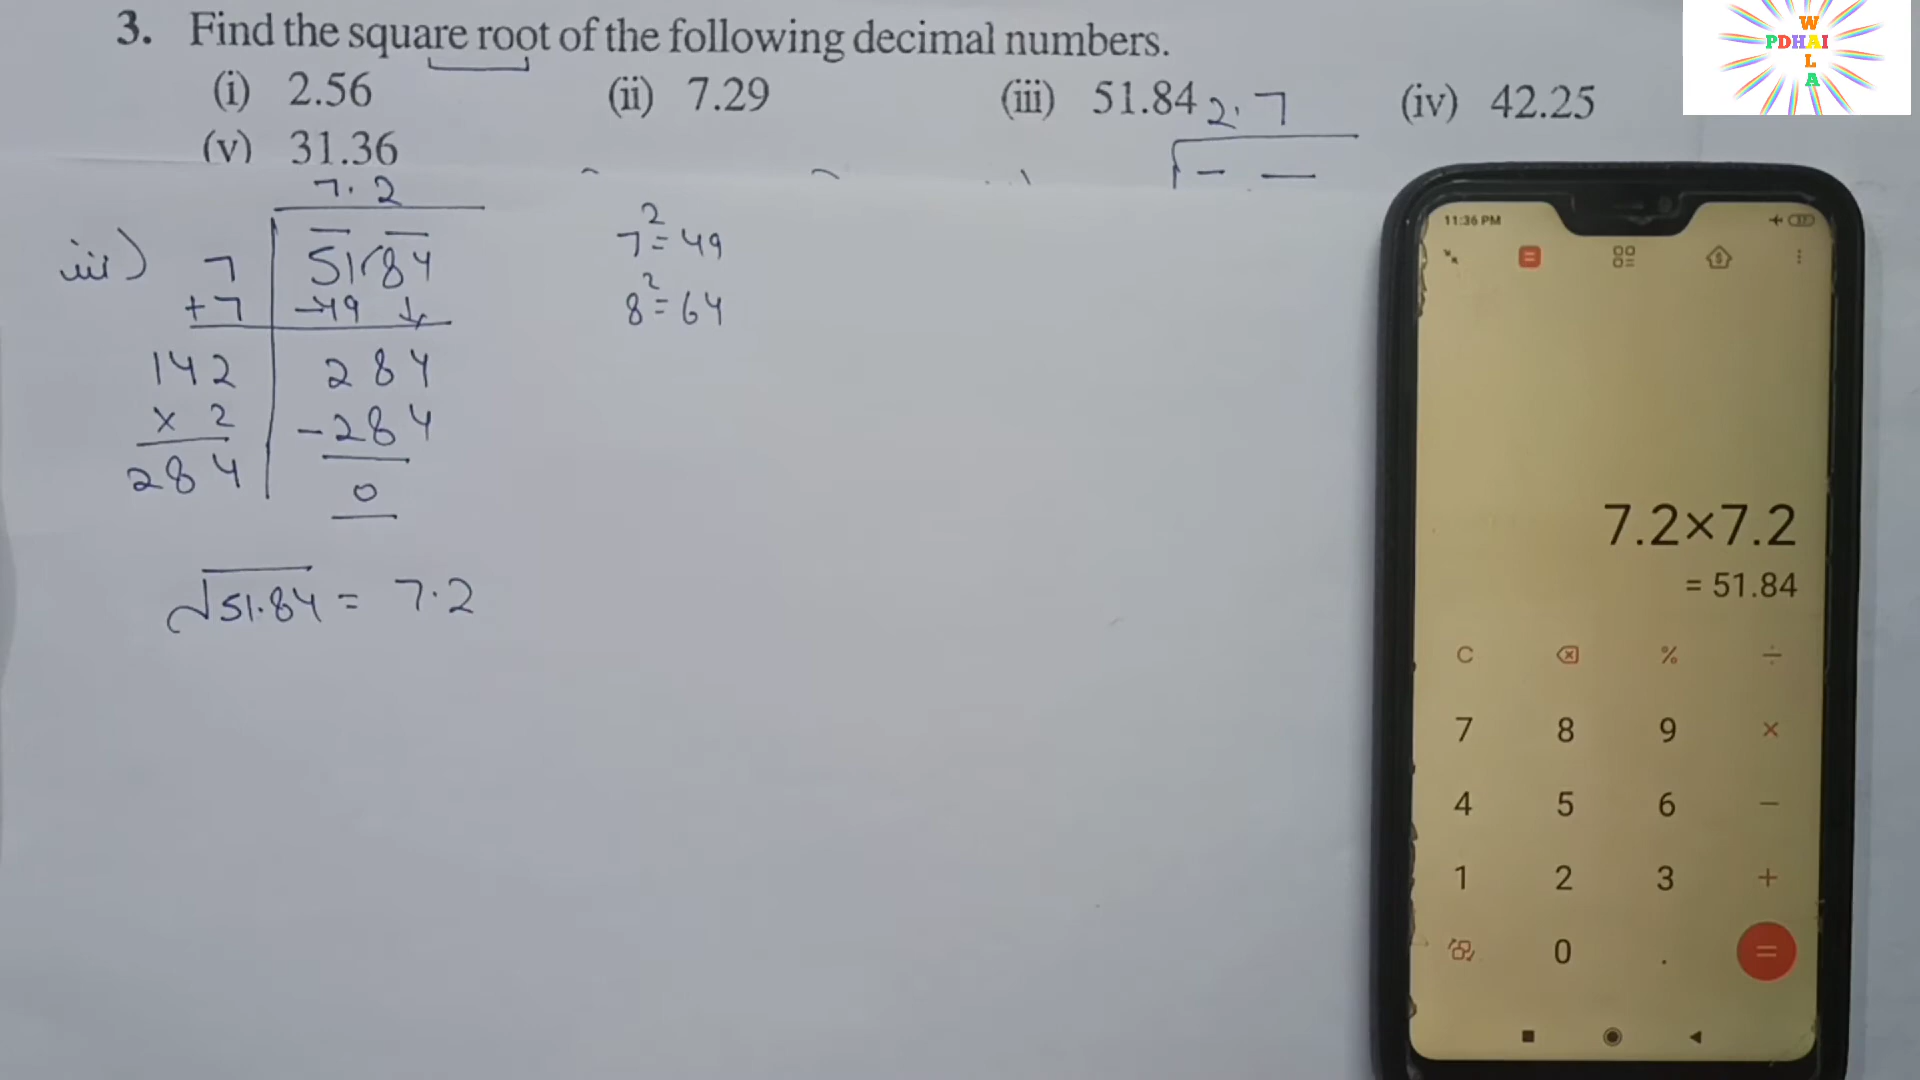 3. Find the square root of the following decimal numbers.
(i) 2.56 (ii) 7.29 (iii) 51.84 (iv) 42.25
(v) 31.36
2.7
7.2
iii) 7 51.84
+7 -49 ↓
142 284
× 2 -284
284 0
7²= 49
8²= 64
√51.84 = 7.2
PDHAI
WALA
11:36 PM
7.2×7.2
= 51.84
C % ÷
7 8 9 ×
4 5 6 −
1 2 3 +
0 . =